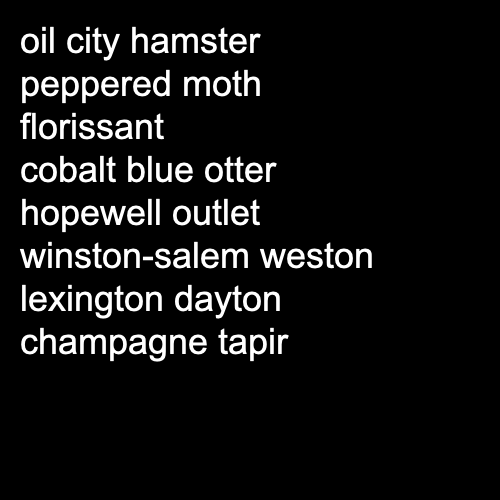 oil city hamster
peppered moth
florissant
cobalt blue otter
hopewell outlet
winston-salem weston
lexington dayton
champagne tapir